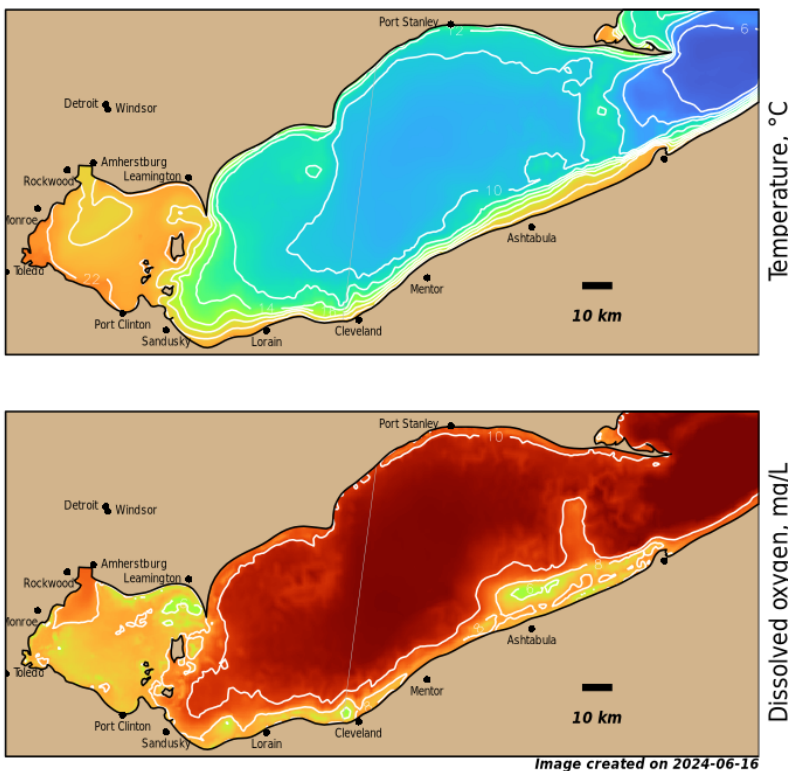 Port Stanley
12
6
Detroit
Windsor
Amherstburg
Rockwood
Leamington
Monroe
10
Ashtabula
Toledo
22
Mentor
14
10 km
Port Clinton
Sandusky
Lorain
Cleveland
Temperature, °C
Port Stanley
10
Detroit
Windsor
Amherstburg
Rockwood
Leamington
8
Monroe
Ashtabula
Toledo
Mentor
10 km
Port Clinton
Sandusky
Lorain
Cleveland
Dissolved oxygen, mg/L
Image created on 2024-06-16